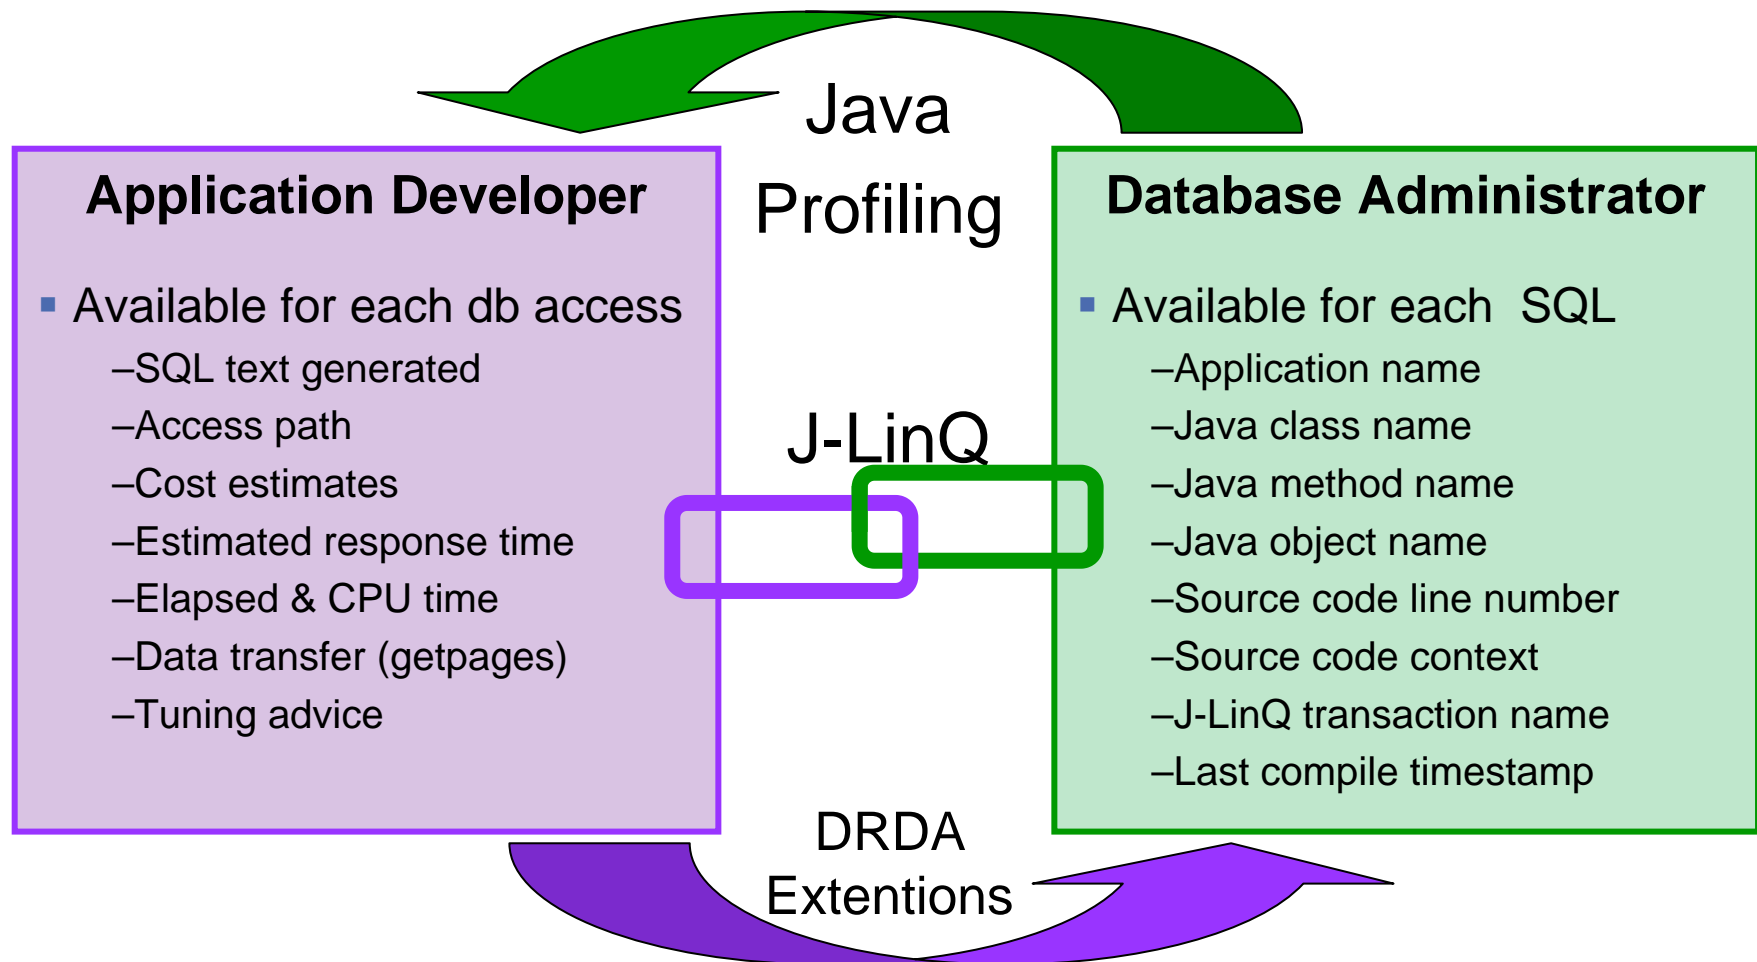 Java
Profiling
Application Developer
▪ Available for each db access
–SQL text generated
–Access path
–Cost estimates
–Estimated response time
–Elapsed & CPU time
–Data transfer (getpages)
–Tuning advice
J-LinQ
DRDA
Extentions
Database Administrator
▪ Available for each SQL
–Application name
–Java class name
–Java method name
–Java object name
–Source code line number
–Source code context
–J-LinQ transaction name
–Last compile timestamp